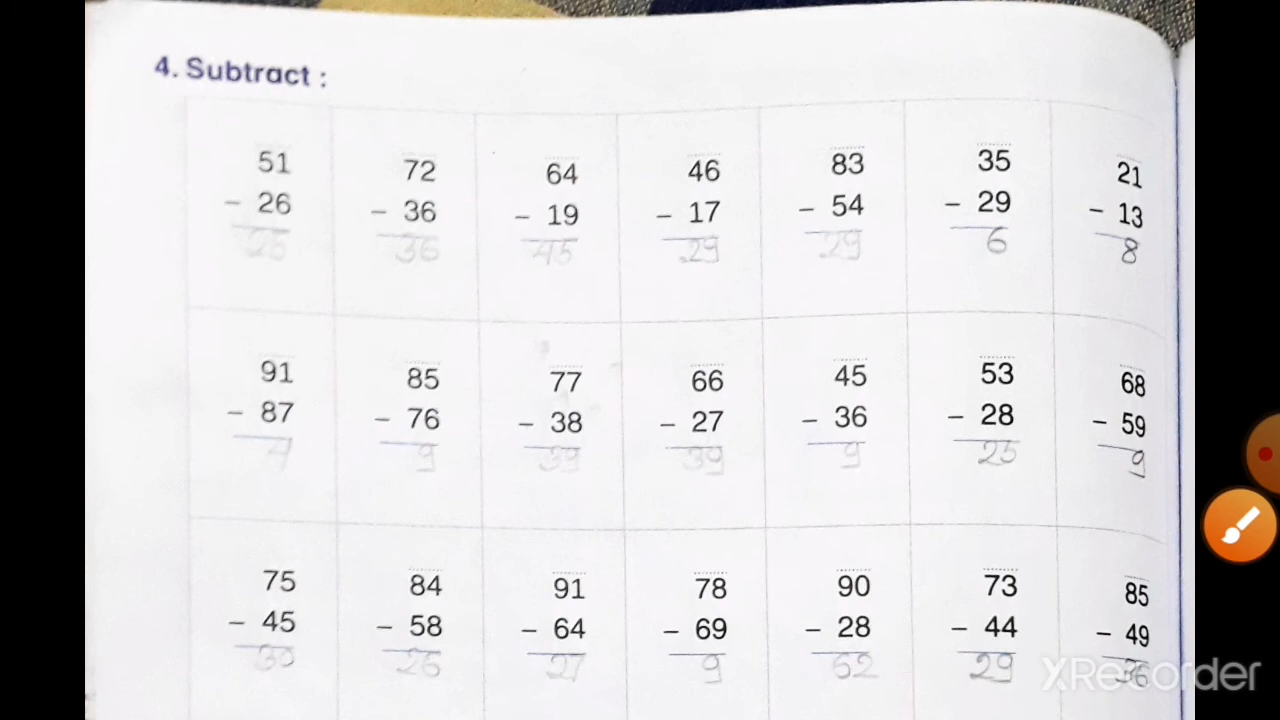 4. Subtract :
51 72 64 46 83 35 21
- 26 - 36 - 19 - 17 - 54 - 29 - 13
25 36 45 29 29 6 8
91 85 77 66 45 53 68
- 87 - 76 - 38 - 27 - 36 - 28 - 59
4 9 39 39 9 25 9
75 84 91 78 90 73 85
- 45 - 58 - 64 - 69 - 28 - 44 - 49
30 26 27 9 62 29 36
XRecorder